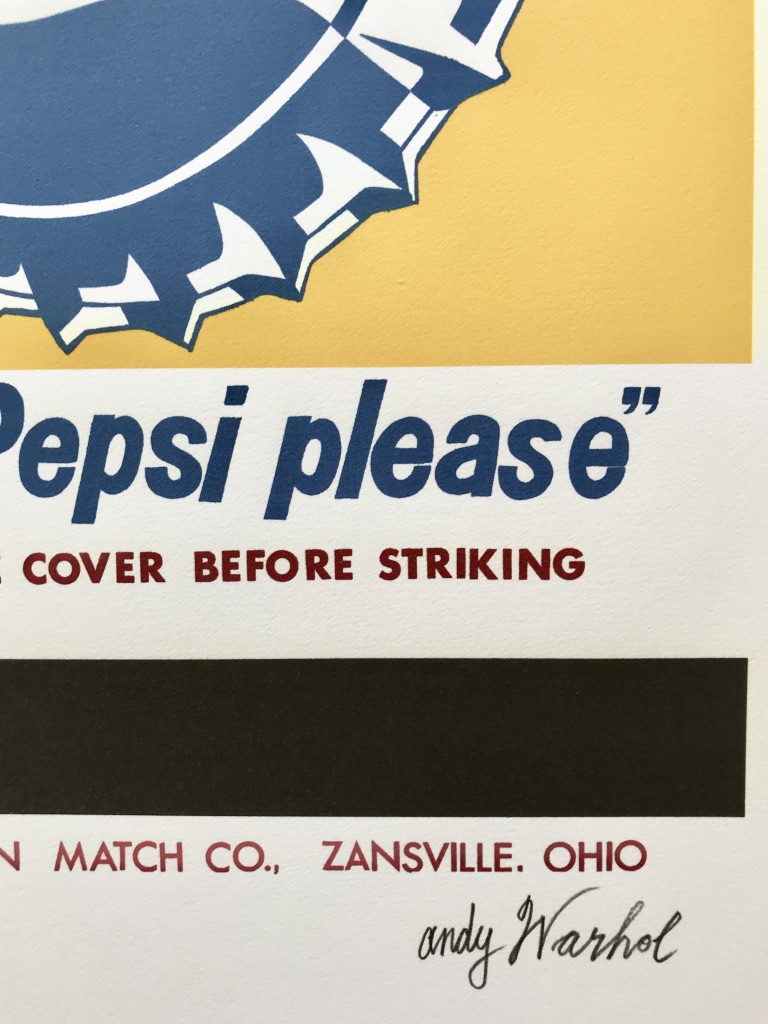 Pepsi please”
E COVER BEFORE STRIKING
N MATCH CO., ZANSVILLE. OHIO
andy Warhol